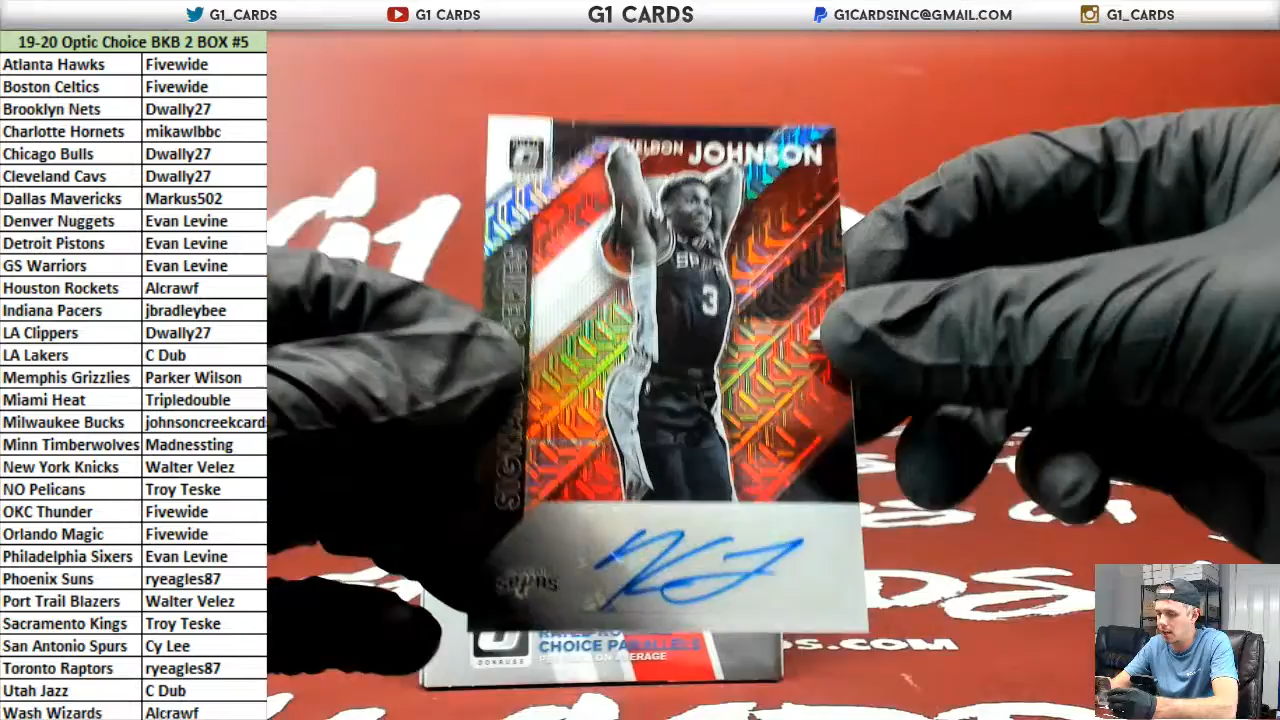 G1_CARDS
G1 CARDS
G1 CARDS
G1CARDSINC@GMAIL.COM
G1_CARDS
19-20 Optic Choice BKB 2 BOX #5
Atlanta Hawks Fivewide
Boston Celtics Fivewide
Brooklyn Nets Dwally27
Charlotte Hornets mikawlbbc
Chicago Bulls Dwally27
Cleveland Cavs Dwally27
Dallas Mavericks Markus502
Denver Nuggets Evan Levine
Detroit Pistons Evan Levine
GS Warriors Evan Levine
Houston Rockets Alcrawf
Indiana Pacers jbradleybee
LA Clippers Dwally27
LA Lakers C Dub
Memphis Grizzlies Parker Wilson
Miami Heat Tripledouble
Milwaukee Bucks johnsoncreekcard
Minn Timberwolves Madnessting
New York Knicks Walter Velez
NO Pelicans Troy Teske
OKC Thunder Fivewide
Orlando Magic Fivewide
Philadelphia Sixers Evan Levine
Phoenix Suns ryeagles87
Port Trail Blazers Walter Velez
Sacramento Kings Troy Teske
San Antonio Spurs Cy Lee
Toronto Raptors ryeagles87
Utah Jazz C Dub
Wash Wizards Alcrawf
JOHNSON
3
SPURS
CHOICE PARALLELS
AVERAGE
DONRUSS